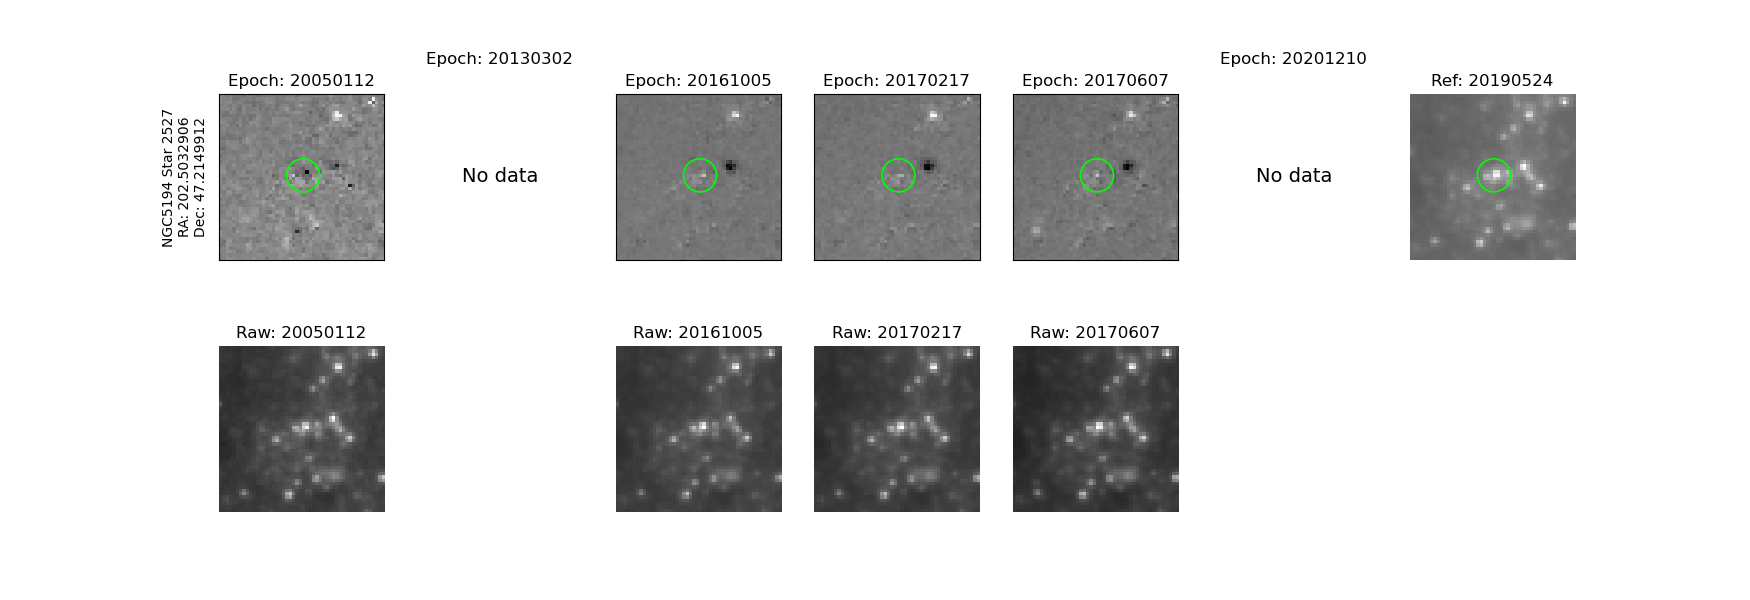 Epoch: 20050112
Epoch: 20130302
Epoch: 20161005
Epoch: 20170217
Epoch: 20170607
Epoch: 20201210
Ref: 20190524
NGC5194 Star 2527
RA: 202.5032906
Dec: 47.2149912
No data
No data
Raw: 20050112
Raw: 20161005
Raw: 20170217
Raw: 20170607